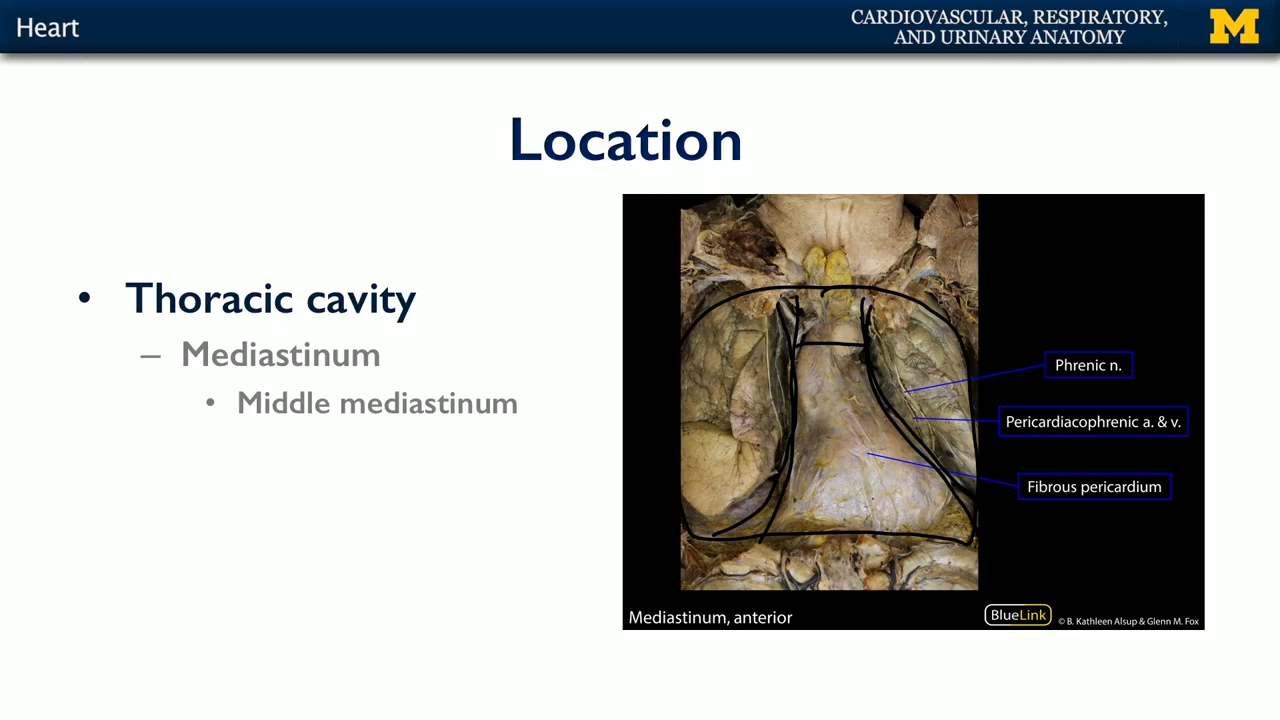 Heart
CARDIOVASCULAR, RESPIRATORY,
AND URINARY ANATOMY
M
Location
• Thoracic cavity
– Mediastinum
• Middle mediastinum
Phrenic n.
Pericardiacophrenic a. & v.
Fibrous pericardium
Mediastinum, anterior
BlueLink
© B. Kathleen Alsup & Glenn M. Fox